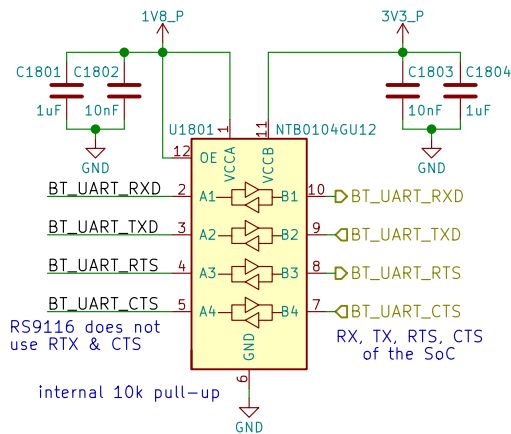 1V8_P 3V3_P
C1801 C1802 C1803 C1804
1uF 10nF 10nF 1uF
GND GND
U1801 NTB0104GU12
1 11
VCCA VCCB
12 OE
BT_UART_RXD 2 A1 B1 10 BT_UART_RXD
BT_UART_TXD 3 A2 B2 9 BT_UART_TXD
BT_UART_RTS 4 A3 B3 8 BT_UART_RTS
BT_UART_CTS 5 A4 B4 7 BT_UART_CTS
RS9116 does not
use RTX & CTS
RX, TX, RTS, CTS
of the SoC
GND
6
internal 10k pull-up
GND